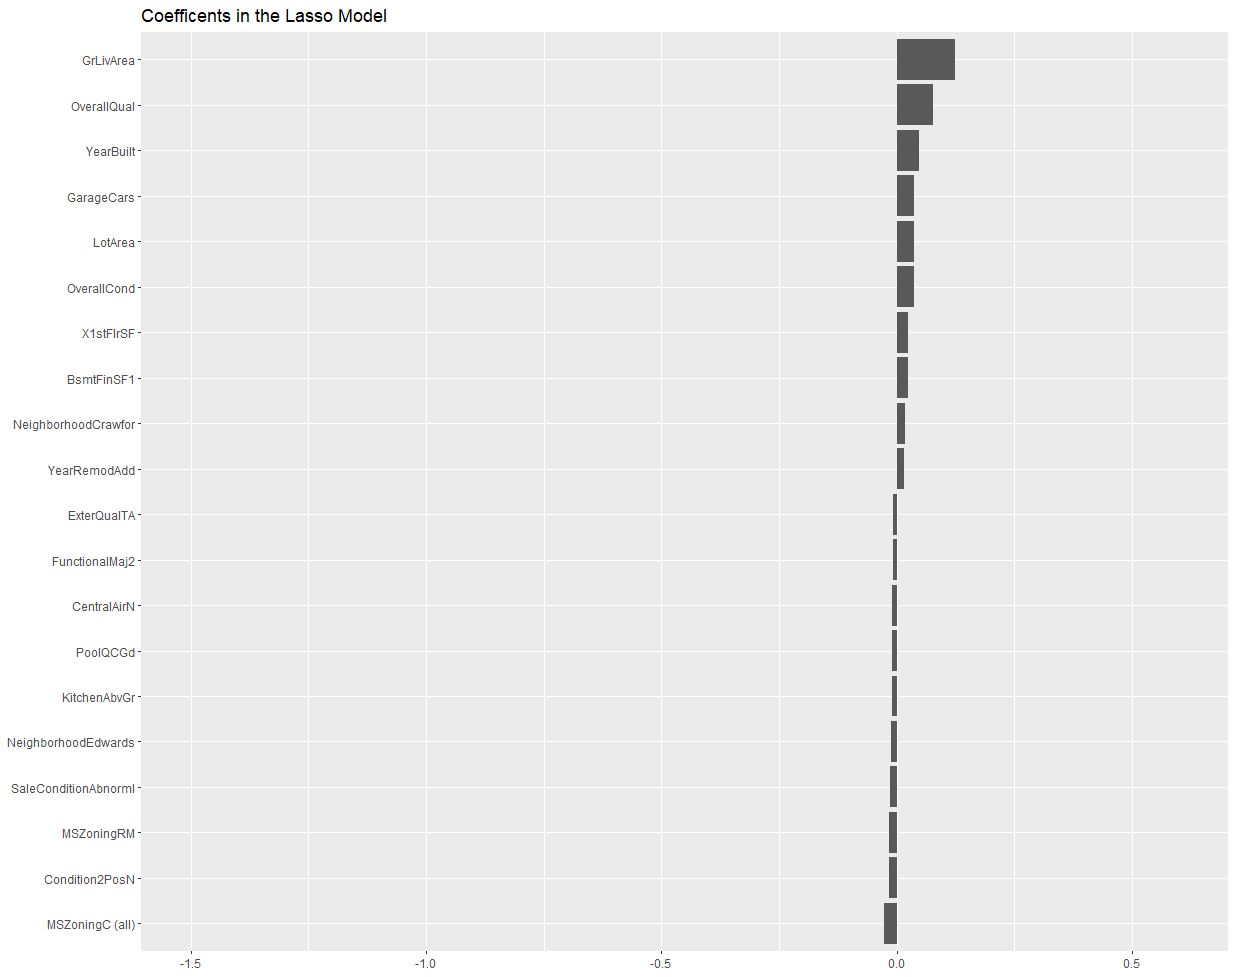 Coefficents in the Lasso Model
GrLivArea
OverallQual
YearBuilt
GarageCars
LotArea
OverallCond
X1stFlrSF
BsmtFinSF1
NeighborhoodCrawfor
YearRemodAdd
ExterQualTA
FunctionalMaj2
CentralAirN
PoolQCGd
KitchenAbvGr
NeighborhoodEdwards
SaleConditionAbnorml
MSZoningRM
Condition2PosN
MSZoningC (all)
-1.5 -1.0 -0.5 0.0 0.5